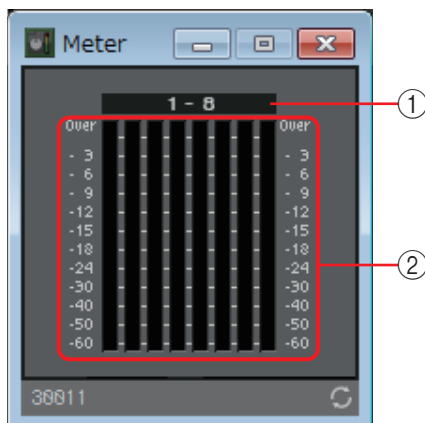 Meter
1 - 8 ①
Over Over
- 3 - 3
- 6 - 6
- 9 - 9
-12 -12
-15 -15
-18 -18
-24 -24 ②
-30 -30
-40 -40
-50 -50
-60 -60
30011